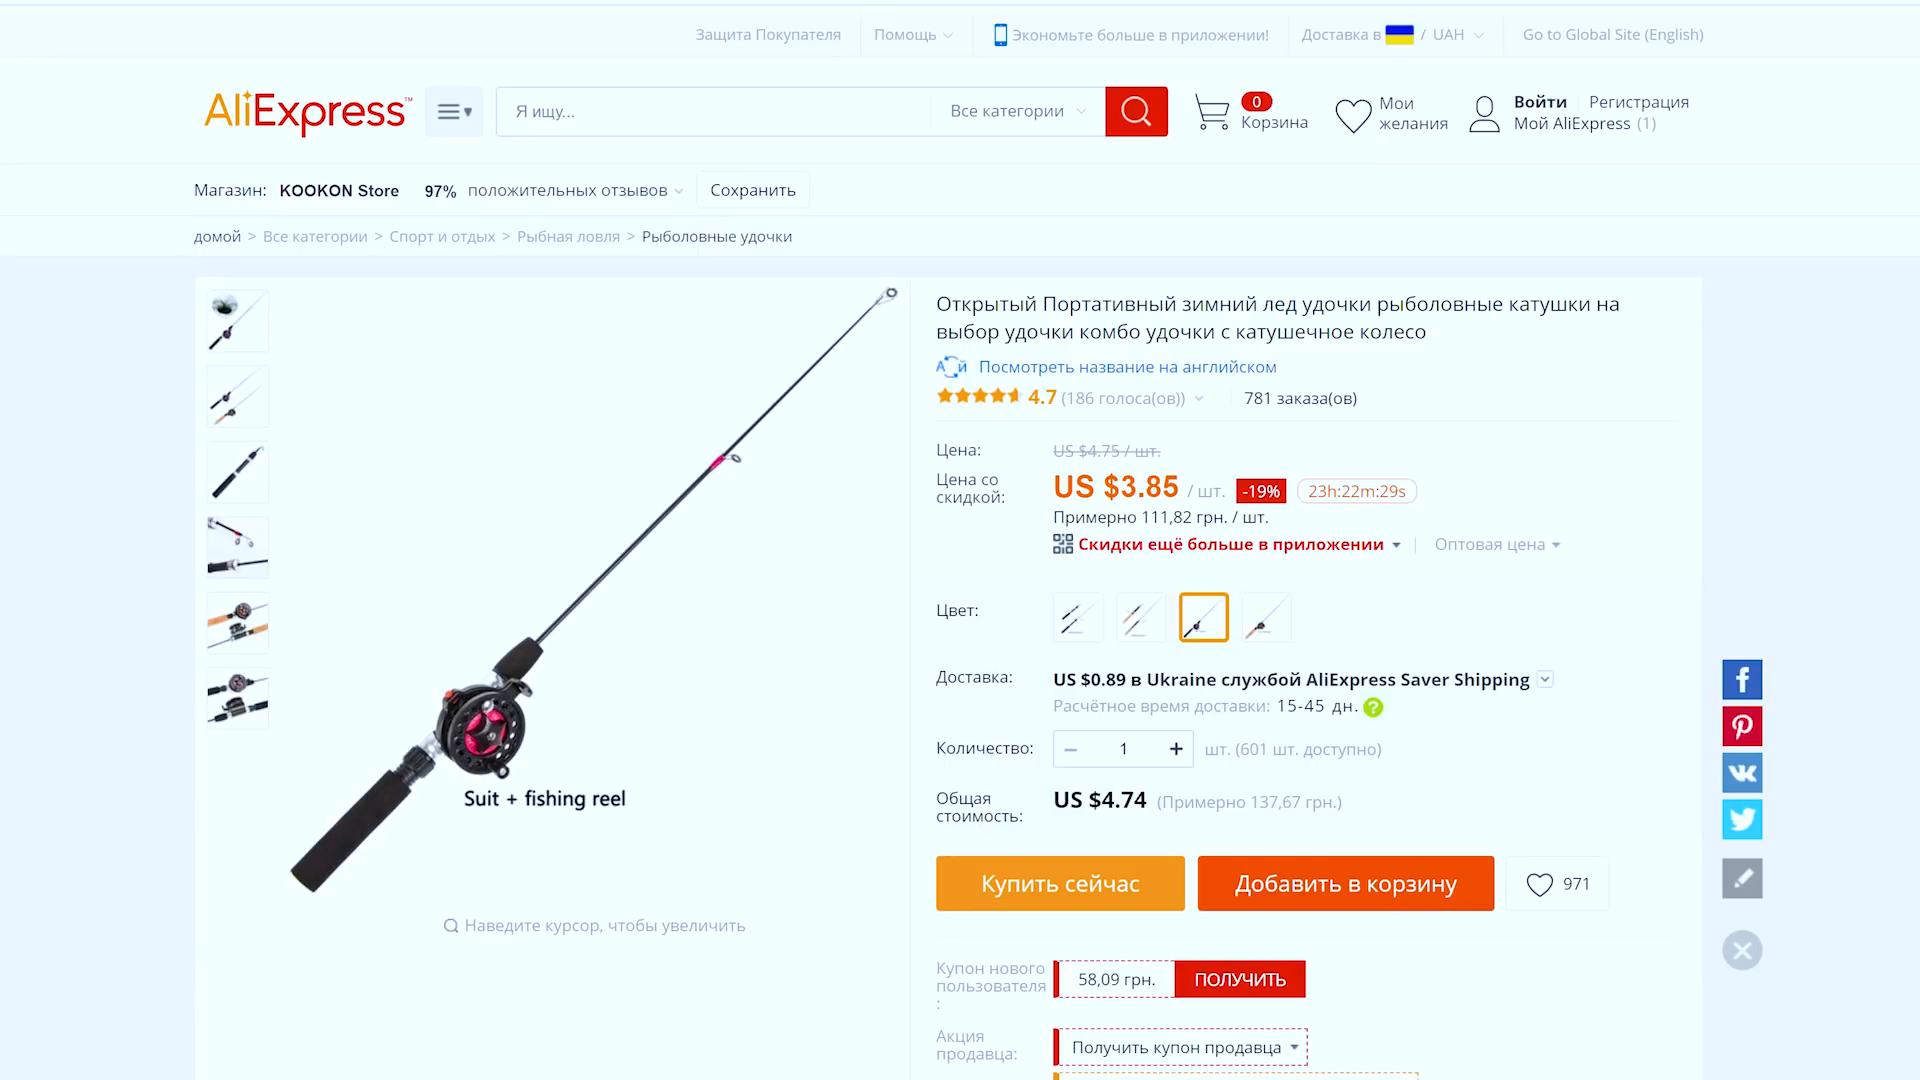 Защита Покупателя
Помощь
Экономьте больше в приложении!
Доставка в / UAH
Go to Global Site (English)
AliExpress™
Я ищу...
Все категории
0
Корзина
Мои
желания
Войти
Регистрация
Мой AliExpress (1)
Магазин: KOOKON Store 97% положительных отзывов
Сохранить
домой > Все категории > Спорт и отдых > Рыбная ловля > Рыболовные удочки
Suit + fishing reel
Наведите курсор, чтобы увеличить
Открытый Портативный зимний лед удочки рыболовные катушки на
выбор удочки комбо удочки с катушечное колесо
Посмотреть название на английском
4.7 (186 голоса(ов)) 781 заказа(ов)
Цена: US $4.75 / шт.
Цена со
скидкой:
US $3.85 / шт. -19% 23h:22m:29s
Примерно 111,82 грн. / шт.
Скидки ещё больше в приложении
Оптовая цена
Цвет:
Доставка: US $0.89 в Ukraine службой AliExpress Saver Shipping
Расчётное время доставки: 15-45 дн. ?
Количество: − 1 + шт. (601 шт. доступно)
Общая
стоимость:
US $4.74 (Примерно 137,67 грн.)
Купить сейчас
Добавить в корзину
971
Купон нового
пользователя
:
58,09 грн. ПОЛУЧИТЬ
Акция
продавца:
Получить купон продавца